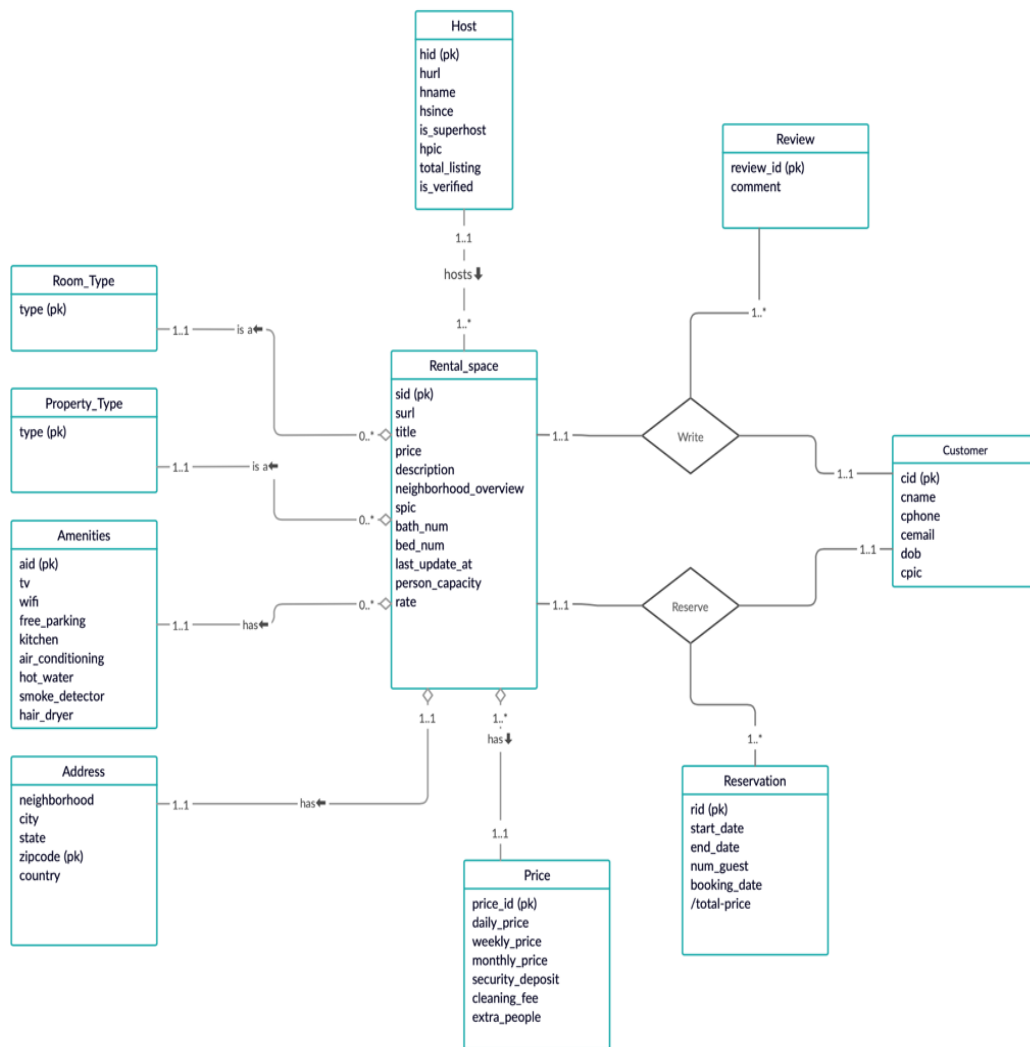 Host
hid (pk)
hurl
hname
hsince
is_superhost
hpic
total_listing
is_verified
1..1
hosts
1..*
Review
review_id (pk)
comment
1..*
Room_Type
type (pk)
1..1
is a
0..*
Property_Type
type (pk)
1..1
is a
0..*
Amenities
aid (pk)
tv
wifi
free_parking
kitchen
air_conditioning
hot_water
smoke_detector
hair_dryer
1..1
has
0..*
Address
neighborhood
city
state
zipcode (pk)
country
1..1
has
1..1
Rental_space
sid (pk)
surl
title
price
description
neighborhood_overview
spic
bath_num
bed_num
last_update_at
person_capacity
rate
1..1
Write
1..1
1..1
Reserve
1..1
Customer
cid (pk)
cname
cphone
cemail
dob
cpic
1..*
has
1..1
Price
price_id (pk)
daily_price
weekly_price
monthly_price
security_deposit
cleaning_fee
extra_people
1..*
Reservation
rid (pk)
start_date
end_date
num_guest
booking_date
/total-price